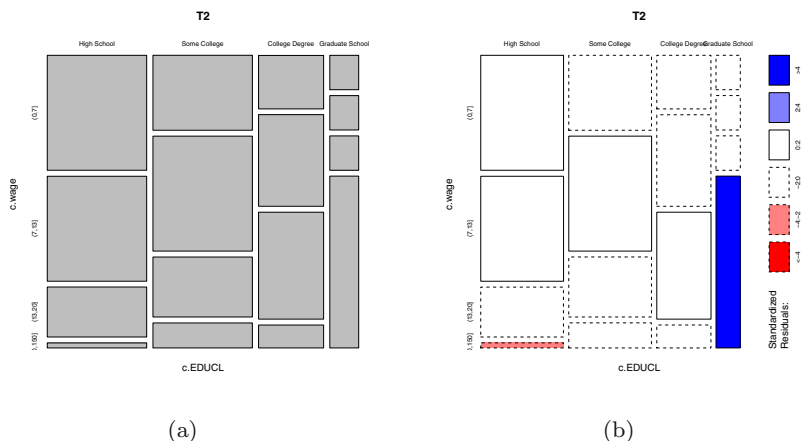 T2
High School Some College College Degree Graduate School
c.wage
(0,7]
(7,13]
(13,20]
),150]
c.EDUCL
(a)
T2
High School Some College College Degree Graduate School
c.wage
(0,7]
(7,13]
(13,20]
),150]
c.EDUCL
Standardized
Residuals:
<-4
-4:-2
-2:0
0:2
2:4
>4
(b)